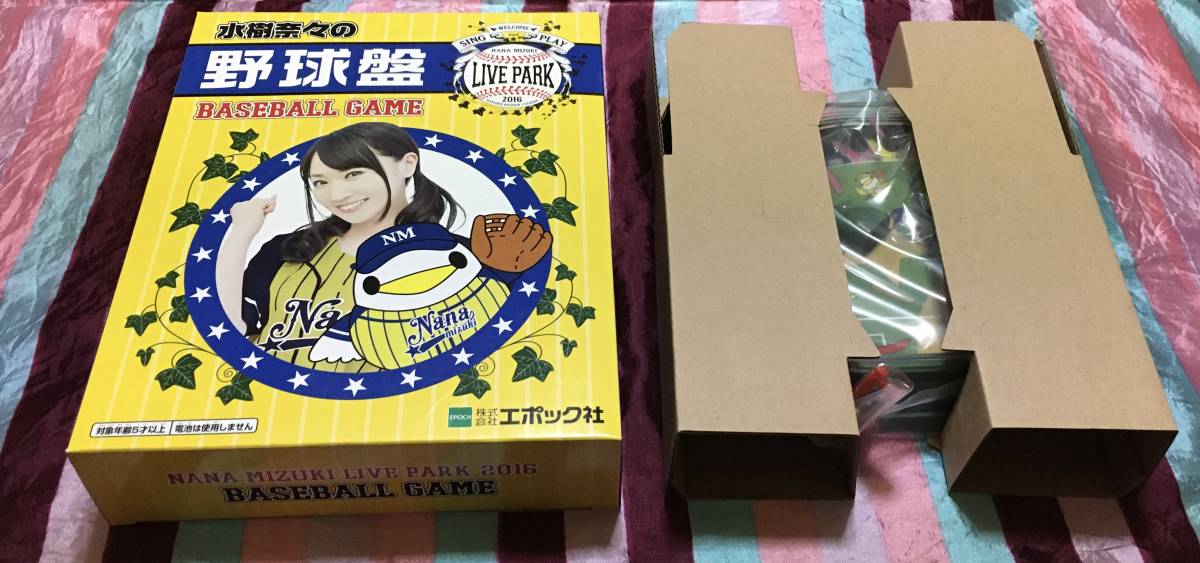 水樹奈々の
野球盤
BASEBALL GAME
WELCOME
SING and PLAY
NANA MIZUKI
LIVE PARK
2016
NM
Na
Nana
mizuki
対象年齢5才以上 電池は使用しません
EPOCH 株式会社 エポック社
NANA MIZUKI LIVE PARK 2016
BASEBALL GAME